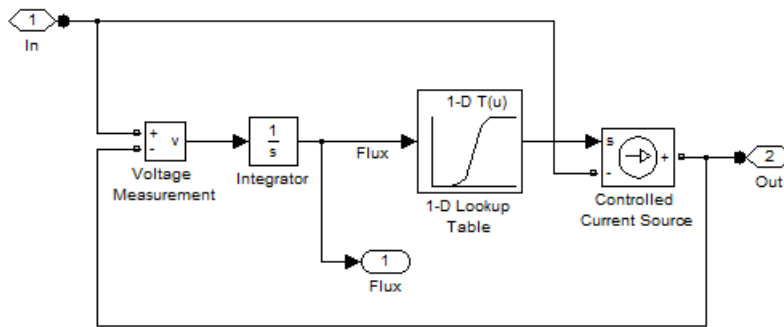 1
In
+
-
v
Voltage
Measurement
1
s
Integrator
Flux
1-D T(u)
1-D Lookup
Table
s
-
+
Controlled
Current Source
2
Out
1
Flux